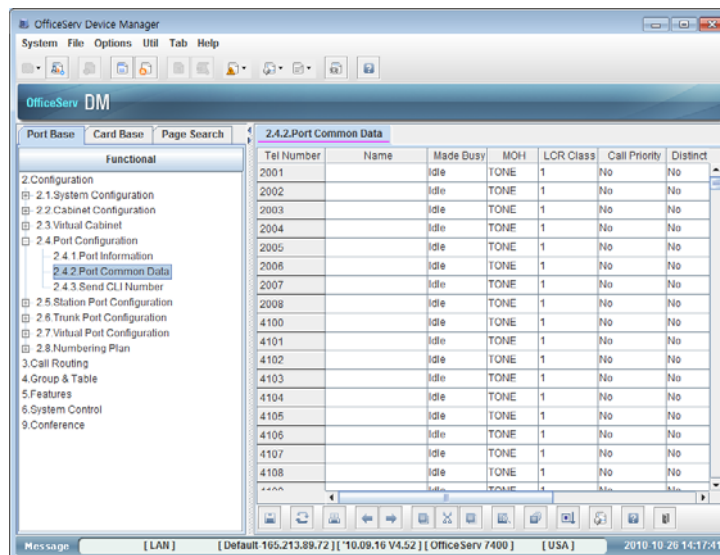 OfficeServ Device Manager
System File Options Util Tab Help
OfficeServ DM
Port Base Card Base Page Search
Functional
2.Configuration
2.1.System Configuration
2.2.Cabinet Configuration
2.3.Virtual Cabinet
2.4.Port Configuration
2.4.1.Port Information
2.4.2.Port Common Data
2.4.3.Send CLI Number
2.5.Station Port Configuration
2.6.Trunk Port Configuration
2.7.Virtual Port Configuration
2.8.Numbering Plan
3.Call Routing
4.Group & Table
5.Features
6.System Control
9.Conference
2.4.2.Port Common Data
Tel Number Name Made Busy MOH LCR Class Call Priority Distinct
2001 Idle TONE 1 No No
2002 Idle TONE 1 No No
2003 Idle TONE 1 No No
2004 Idle TONE 1 No No
2005 Idle TONE 1 No No
2006 Idle TONE 1 No No
2007 Idle TONE 1 No No
2008 Idle TONE 1 No No
4100 Idle TONE 1 No No
4101 Idle TONE 1 No No
4102 Idle TONE 1 No No
4103 Idle TONE 1 No No
4104 Idle TONE 1 No No
4105 Idle TONE 1 No No
4106 Idle TONE 1 No No
4107 Idle TONE 1 No No
4108 Idle TONE 1 No No
Message [ LAN ] [ Default-165.213.89.72 ] [ '10.09.16 V4.52 ] [ OfficeServ 7400 ] [ USA ] 2010-10-26 14:17:41